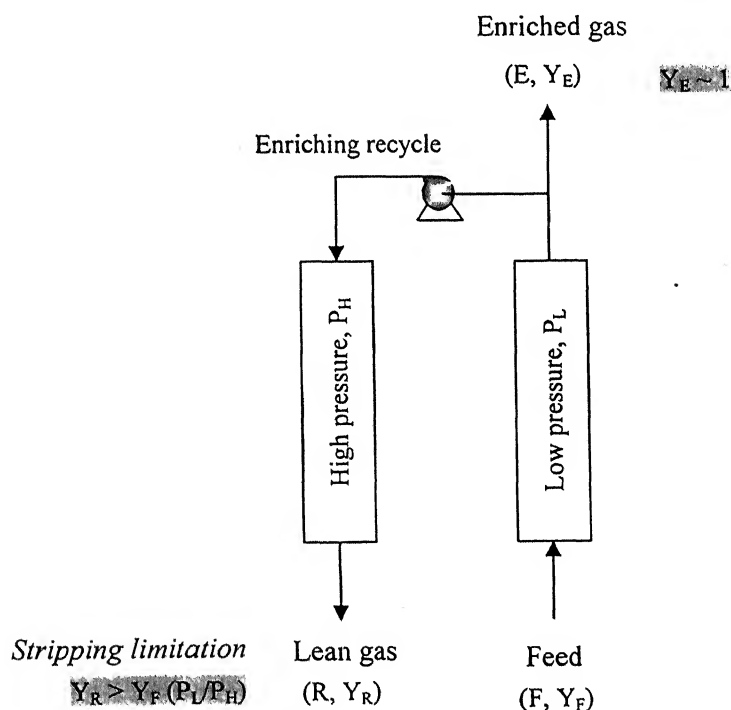 Enriched gas
(E, Y_E)
Y_E ~ 1
Enriching recycle
High pressure, P_H
Low pressure, P_L
Stripping limitation
Y_R > Y_F (P_L/P_H)
Lean gas
(R, Y_R)
Feed
(F, Y_F)